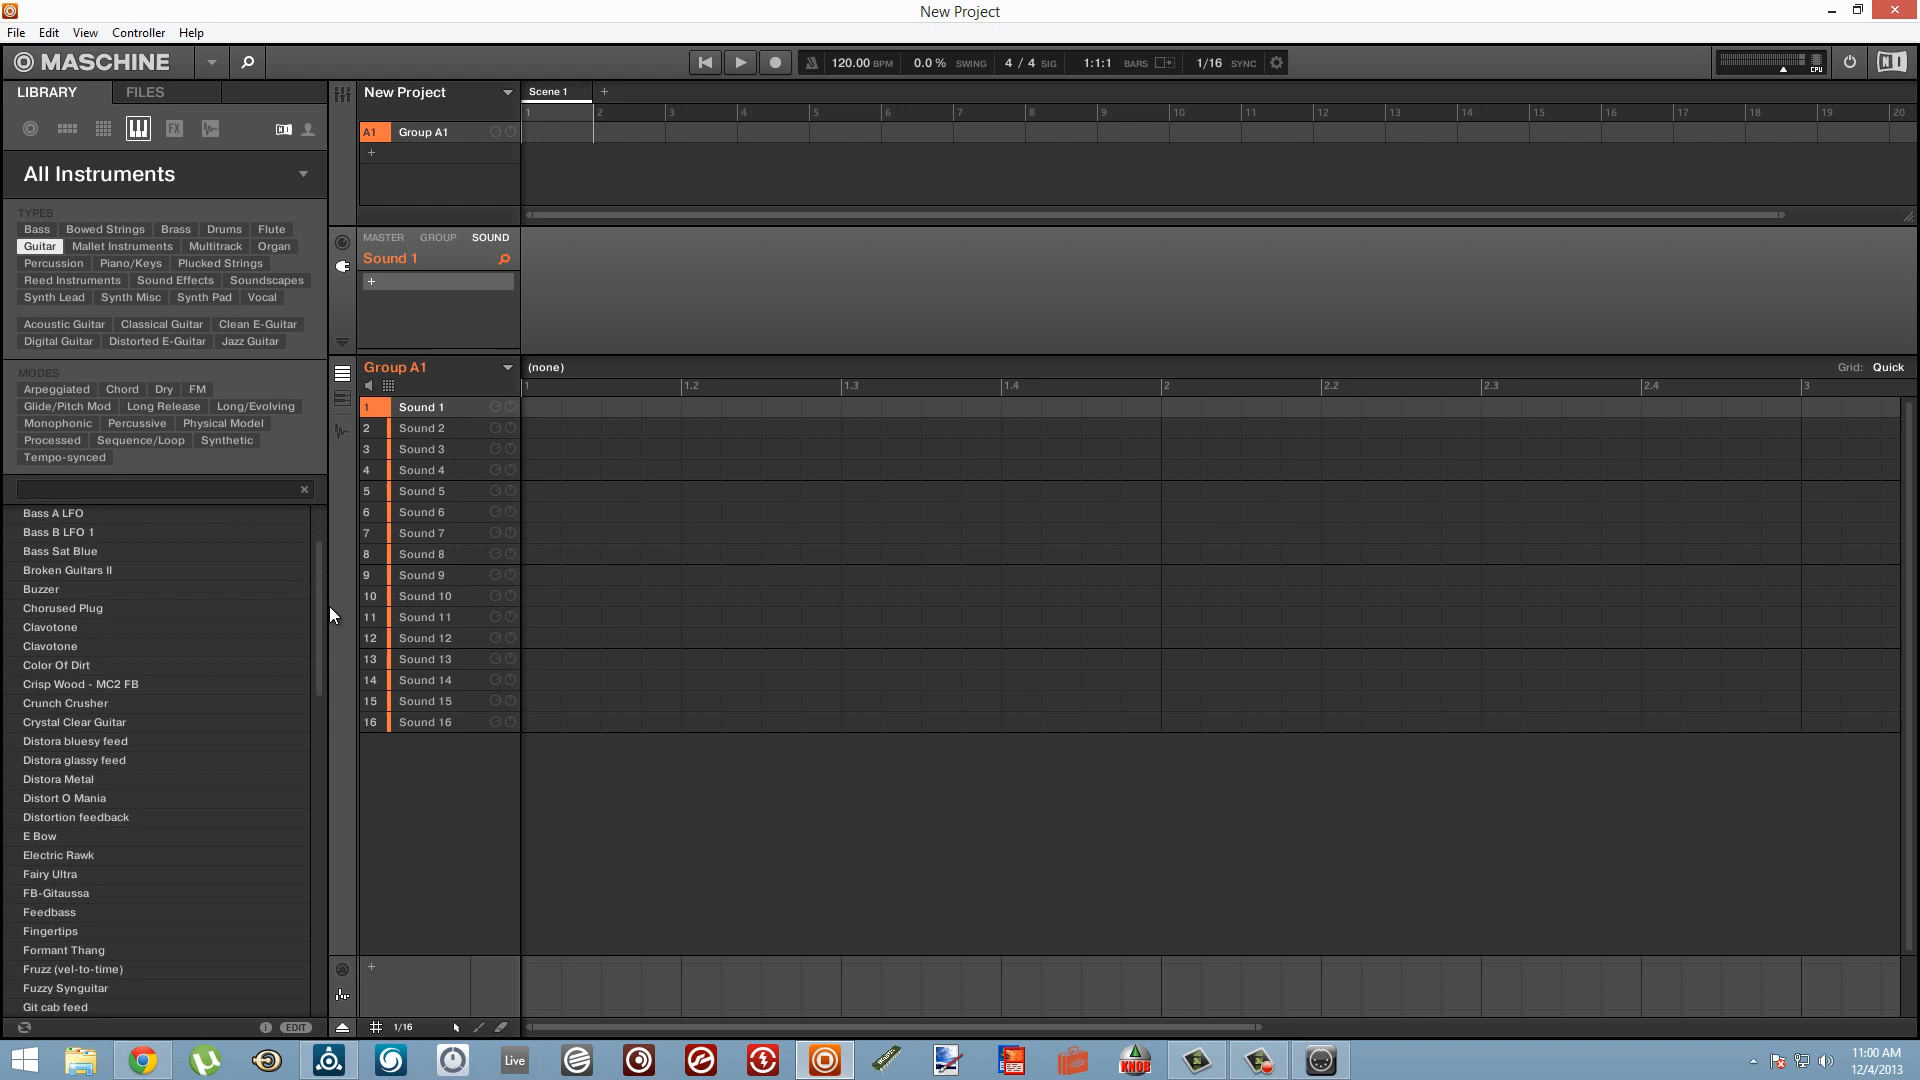 New Project
File Edit View Controller Help
MASCHINE 120.00 BPM 0.0 % SWING 4 / 4 SIG 1:1:1 BARS 1/16 SYNC CPU
LIBRARY FILES New Project Scene 1 +
1 2 3 4 5 6 7 8 9 10 11 12 13 14 15 16 17 18 19 20
FX A1 Group A1
+
All Instruments
TYPES
Bass Bowed Strings Brass Drums Flute
Guitar Mallet Instruments Multitrack Organ
Percussion Piano/Keys Plucked Strings
Reed Instruments Sound Effects Soundscapes
Synth Lead Synth Misc Synth Pad Vocal
Acoustic Guitar Classical Guitar Clean E-Guitar
Digital Guitar Distorted E-Guitar Jazz Guitar
MASTER GROUP SOUND
Sound 1
+
MODES
Arpeggiated Chord Dry FM
Glide/Pitch Mod Long Release Long/Evolving
Monophonic Percussive Physical Model
Processed Sequence/Loop Synthetic
Tempo-synced
Group A1 (none) Grid: Quick
1 1.2 1.3 1.4 2 2.2 2.3 2.4 3
1 Sound 1
2 Sound 2
3 Sound 3
4 Sound 4
5 Sound 5
6 Sound 6
7 Sound 7
8 Sound 8
9 Sound 9
10 Sound 10
11 Sound 11
12 Sound 12
13 Sound 13
14 Sound 14
15 Sound 15
16 Sound 16
Bass A LFO
Bass B LFO 1
Bass Sat Blue
Broken Guitars II
Buzzer
Chorused Plug
Clavotone
Clavotone
Color Of Dirt
Crisp Wood - MC2 FB
Crunch Crusher
Crystal Clear Guitar
Distora bluesy feed
Distora glassy feed
Distora Metal
Distort O Mania
Distortion feedback
E Bow
Electric Rawk
Fairy Ultra
FB-Gitaussa
Feedbass
Fingertips
Formant Thang
Fruzz (vel-to-time)
Fuzzy Synguitar
Git cab feed
+
EDIT 1/16
Live KNOB
11:00 AM
12/4/2013